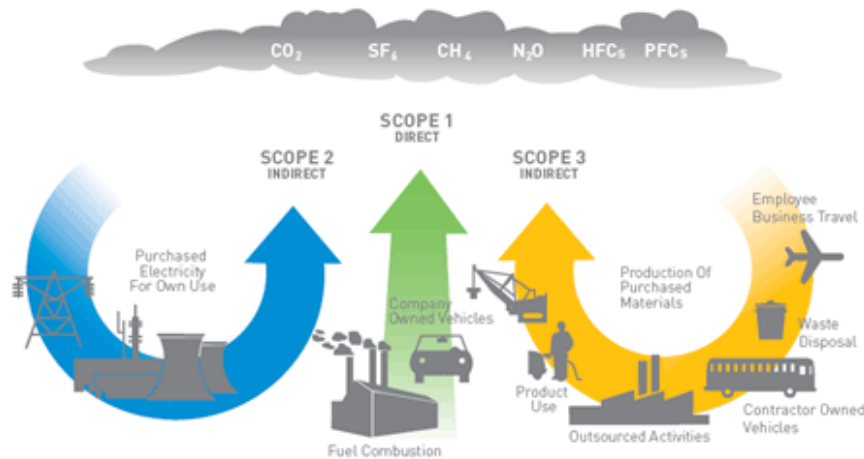 CO₂ SF₆ CH₄ N₂O HFCs PFCs
SCOPE 1
DIRECT
SCOPE 2
INDIRECT
SCOPE 3
INDIRECT
Purchased
Electricity
For Own Use
Company
Owned Vehicles
Fuel Combustion
Production Of
Purchased
Materials
Employee
Business Travel
Waste
Disposal
Contractor Owned
Vehicles
Outsourced Activities
Product
Use